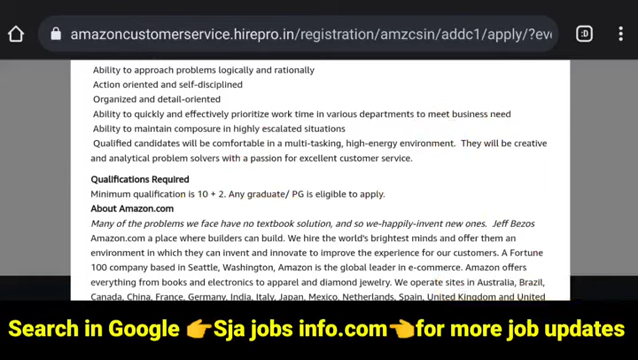 amazoncustomerservice.hirepro.in/registration/amzcsin/addc1/apply/?eve
:D
Ability to approach problems logically and rationally
Action oriented and self-disciplined
Organized and detail-oriented
Ability to quickly and effectively prioritize work time in various departments to meet business need
Ability to maintain composure in highly escalated situations
Qualified candidates will be comfortable in a multi-tasking, high-energy environment. They will be creative
and analytical problem solvers with a passion for excellent customer service.
Qualifications Required
Minimum qualification is 10 + 2. Any graduate/ PG is eligible to apply.
About Amazon.com
Many of the problems we face have no textbook solution, and so we-happily-invent new ones. Jeff Bezos
Amazon.com a place where builders can build. We hire the world's brightest minds and offer them an
environment in which they can invent and innovate to improve the experience for our customers. A Fortune
100 company based in Seattle, Washington, Amazon is the global leader in e-commerce. Amazon offers
everything from books and electronics to apparel and diamond jewelry. We operate sites in Australia, Brazil,
Canada, China, France, Germany, India, Italy, Japan, Mexico, Netherlands, Spain, United Kingdom and United
Search in Google 👉Sja jobs info.com👈for more job updates